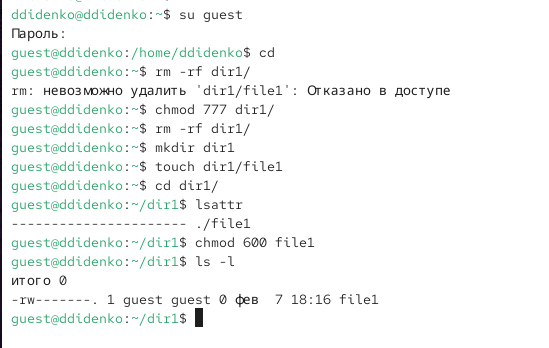 ddidenko@ddidenko:~$ su guest
Пароль:
guest@ddidenko:/home/ddidenko$ cd
guest@ddidenko:~$ rm -rf dir1/
rm: невозможно удалить 'dir1/file1': Отказано в доступе
guest@ddidenko:~$ chmod 777 dir1/
guest@ddidenko:~$ rm -rf dir1/
guest@ddidenko:~$ mkdir dir1
guest@ddidenko:~$ touch dir1/file1
guest@ddidenko:~$ cd dir1/
guest@ddidenko:~/dir1$ lsattr
---------------------- ./file1
guest@ddidenko:~/dir1$ chmod 600 file1
guest@ddidenko:~/dir1$ ls -l
итого 0
-rw-------. 1 guest guest 0 фев  7 18:16 file1
guest@ddidenko:~/dir1$